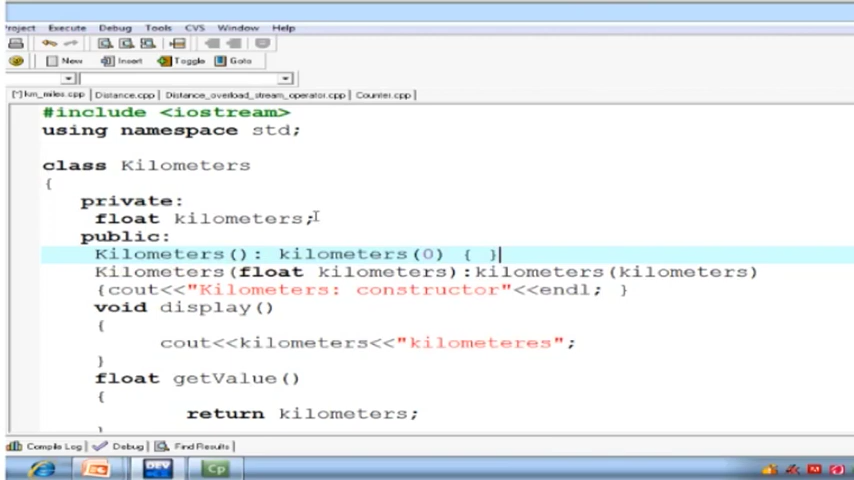 Project Execute Debug Tools CVS Window Help
New Insert Toggle Goto
[*] km_miles.cpp Distance.cpp Distance_overload_stream_operator.cpp Counter.cpp
#include <iostream>
using namespace std;
class Kilometers
{
private:
float kilometers;
public:
Kilometers(): kilometers(0) { }
Kilometers(float kilometers):kilometers(kilometers)
{cout<<"Kilometers: constructor"<<endl; }
void display()
{
cout<<kilometers<<"kilometeres";
}
float getValue()
{
return kilometers;
}
Compile Log Debug Find Results
DEV Cp